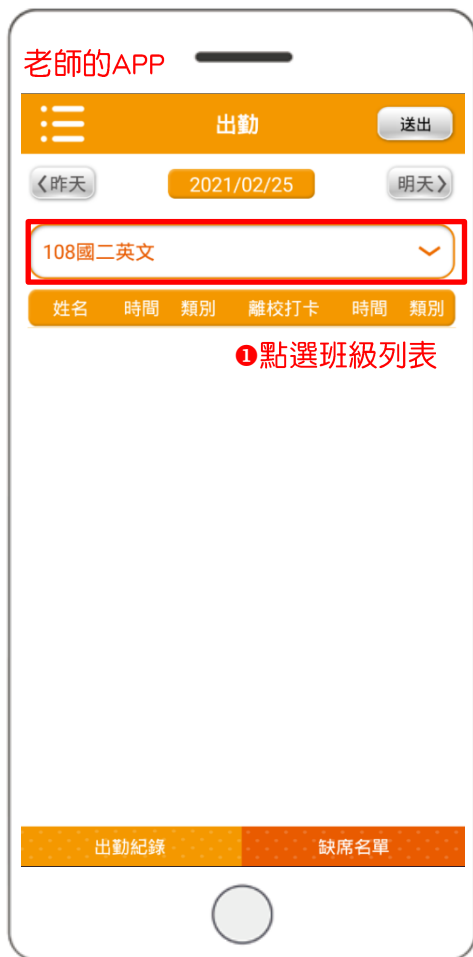 老師的APP
出勤 送出
昨天 2021/02/25 明天
108國二英文
姓名 時間 類別 離校打卡 時間 類別
❶點選班級列表
出勤紀錄 缺席名單